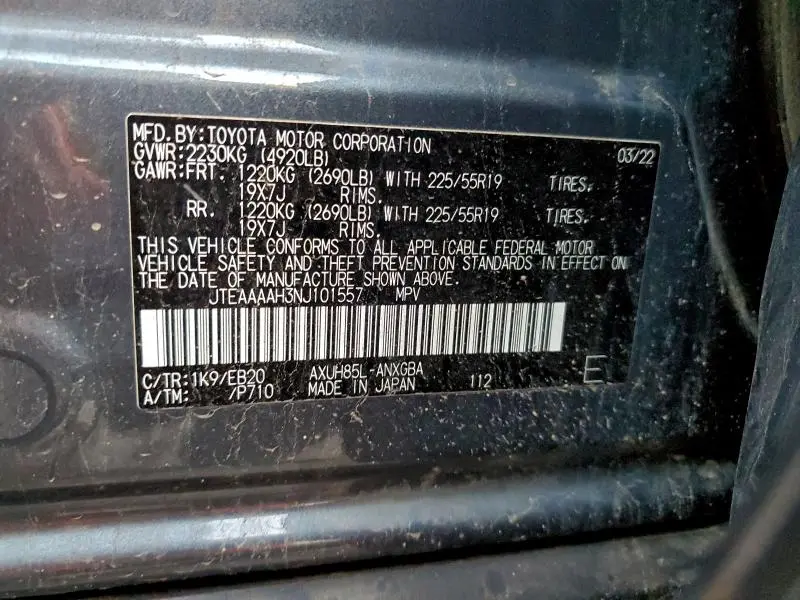 MFD. BY: TOYOTA MOTOR CORPORATION 03/22
GVWR: 2230KG (4920LB)
GAWR: FRT. 1220KG (2690LB) WITH 225/55R19 TIRES.
19X7J RIMS.
RR. 1220KG (2690LB) WITH 225/55R19 TIRES.
19X7J RIMS.
THIS VEHICLE CONFORMS TO ALL APPLICABLE FEDERAL MOTOR
VEHICLE SAFETY AND THEFT PREVENTION STANDARDS IN EFFECT ON
THE DATE OF MANUFACTURE SHOWN ABOVE.
JTEAAAAH3NJ101557 MPV
C/TR: 1K9/EB20 AXUH85L-ANXGBA
A/TM: /P710 MADE IN JAPAN 112 E